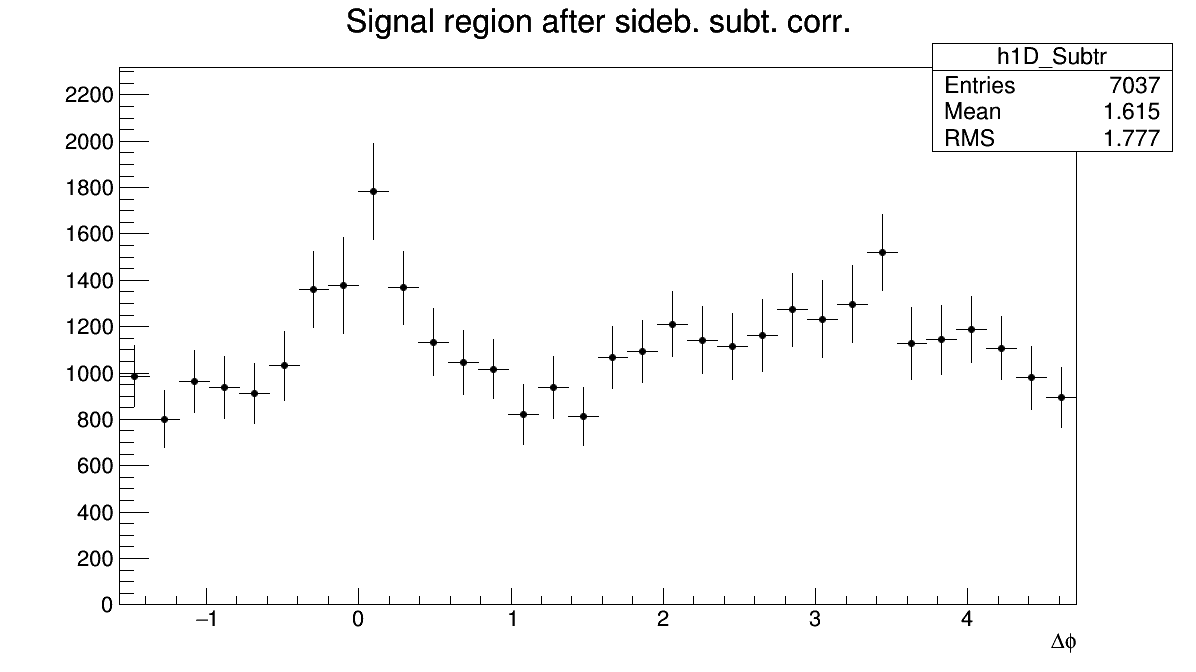 Signal region after sideb. subt. corr.
h1D_Subtr
Entries 7037
Mean 1.615
RMS 1.777
2200
2000
1800
1600
1400
1200
1000
800
600
400
200
0
−1 0 1 2 3 4
Δϕ